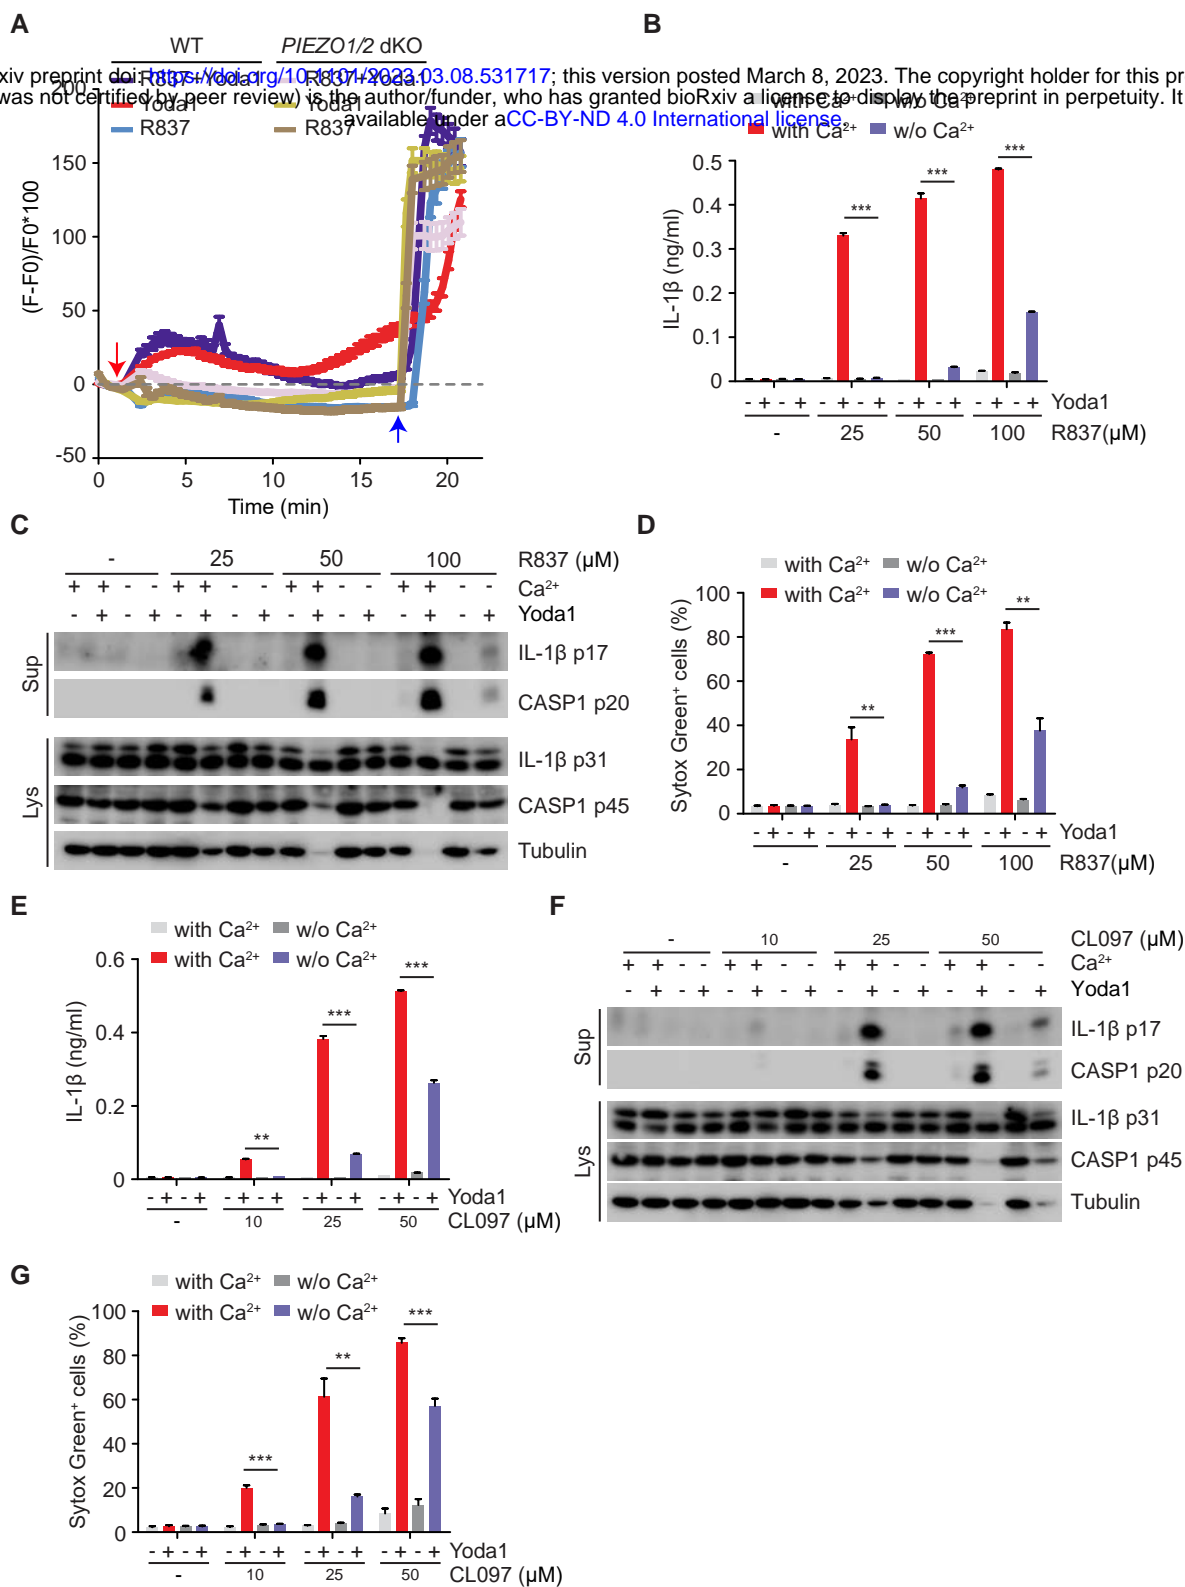 A
WT PIEZO1/2 dKO
R837+Yoda1 R837+Yoda1
Yoda1 Yoda1
R837 R837
xiv preprint doi: https://doi.org/10.1101/2023.03.08.531717; this version posted March 8, 2023. The copyright holder for this pr
was not certified by peer review) is the author/funder, who has granted bioRxiv a license to display the preprint in perpetuity. It
available under aCC-BY-ND 4.0 International license.
(F-F0)/F0*100
200
150
100
50
0
-50
0 5 10 15 20
Time (min)
B
with Ca2+ w/o Ca2+
with Ca2+ w/o Ca2+
IL-1β (ng/ml)
0.5
0.4
0.3
0.2
0.1
0
*** *** ***
- + - + - + - + - + - + - + - + Yoda1
- 25 50 100 R837(μM)
C
- 25 50 100 R837 (μM)
+ + - - + + - - + + - - + + - - Ca2+
- + - + - + - + - + - + - + - + Yoda1
Sup
IL-1β p17
CASP1 p20
Lys
IL-1β p31
CASP1 p45
Tubulin
D
with Ca2+ w/o Ca2+
with Ca2+ w/o Ca2+
Sytox Green+ cells (%)
100
80
60
40
20
0
** *** **
- + - + - + - + - + - + - + - + Yoda1
- 25 50 100 R837(μM)
E
with Ca2+ w/o Ca2+
with Ca2+ w/o Ca2+
IL-1β (ng/ml)
0.6
0.4
0.2
0
** *** ***
- + - + - + - + - + - + - + - + Yoda1
- 10 25 50 CL097 (μM)
F
- 10 25 50 CL097 (μM)
+ + - - + + - - + + - - + + - - Ca2+
- + - + - + - + - + - + - + - + Yoda1
Sup
IL-1β p17
CASP1 p20
Lys
IL-1β p31
CASP1 p45
Tubulin
G
with Ca2+ w/o Ca2+
with Ca2+ w/o Ca2+
Sytox Green+ cells (%)
100
80
60
40
20
0
*** ** ***
- + - + - + - + - + - + - + - + Yoda1
- 10 25 50 CL097 (μM)